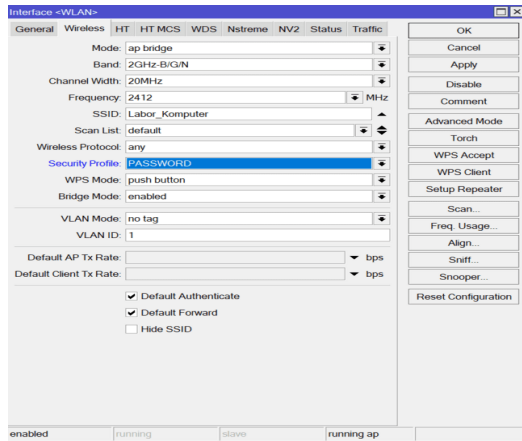 Interface <WLAN>
General Wireless HT HT MCS WDS Nstreme NV2 Status Traffic
OK
Mode: ap bridge
Cancel
Band: 2GHz-B/G/N
Apply
Channel Width: 20MHz
Disable
Frequency: 2412 MHz
Comment
SSID: Labor_Komputer
Advanced Mode
Scan List: default
Torch
Wireless Protocol: any
WPS Accept
Security Profile: PASSWORD
WPS Client
WPS Mode: push button
Setup Repeater
Bridge Mode: enabled
Scan...
VLAN Mode: no tag
Freq. Usage...
VLAN ID: 1
Align...
Default AP Tx Rate: bps
Sniff...
Default Client Tx Rate: bps
Snooper...
Default Authenticate
Reset Configuration
Default Forward
Hide SSID
enabled running slave running ap